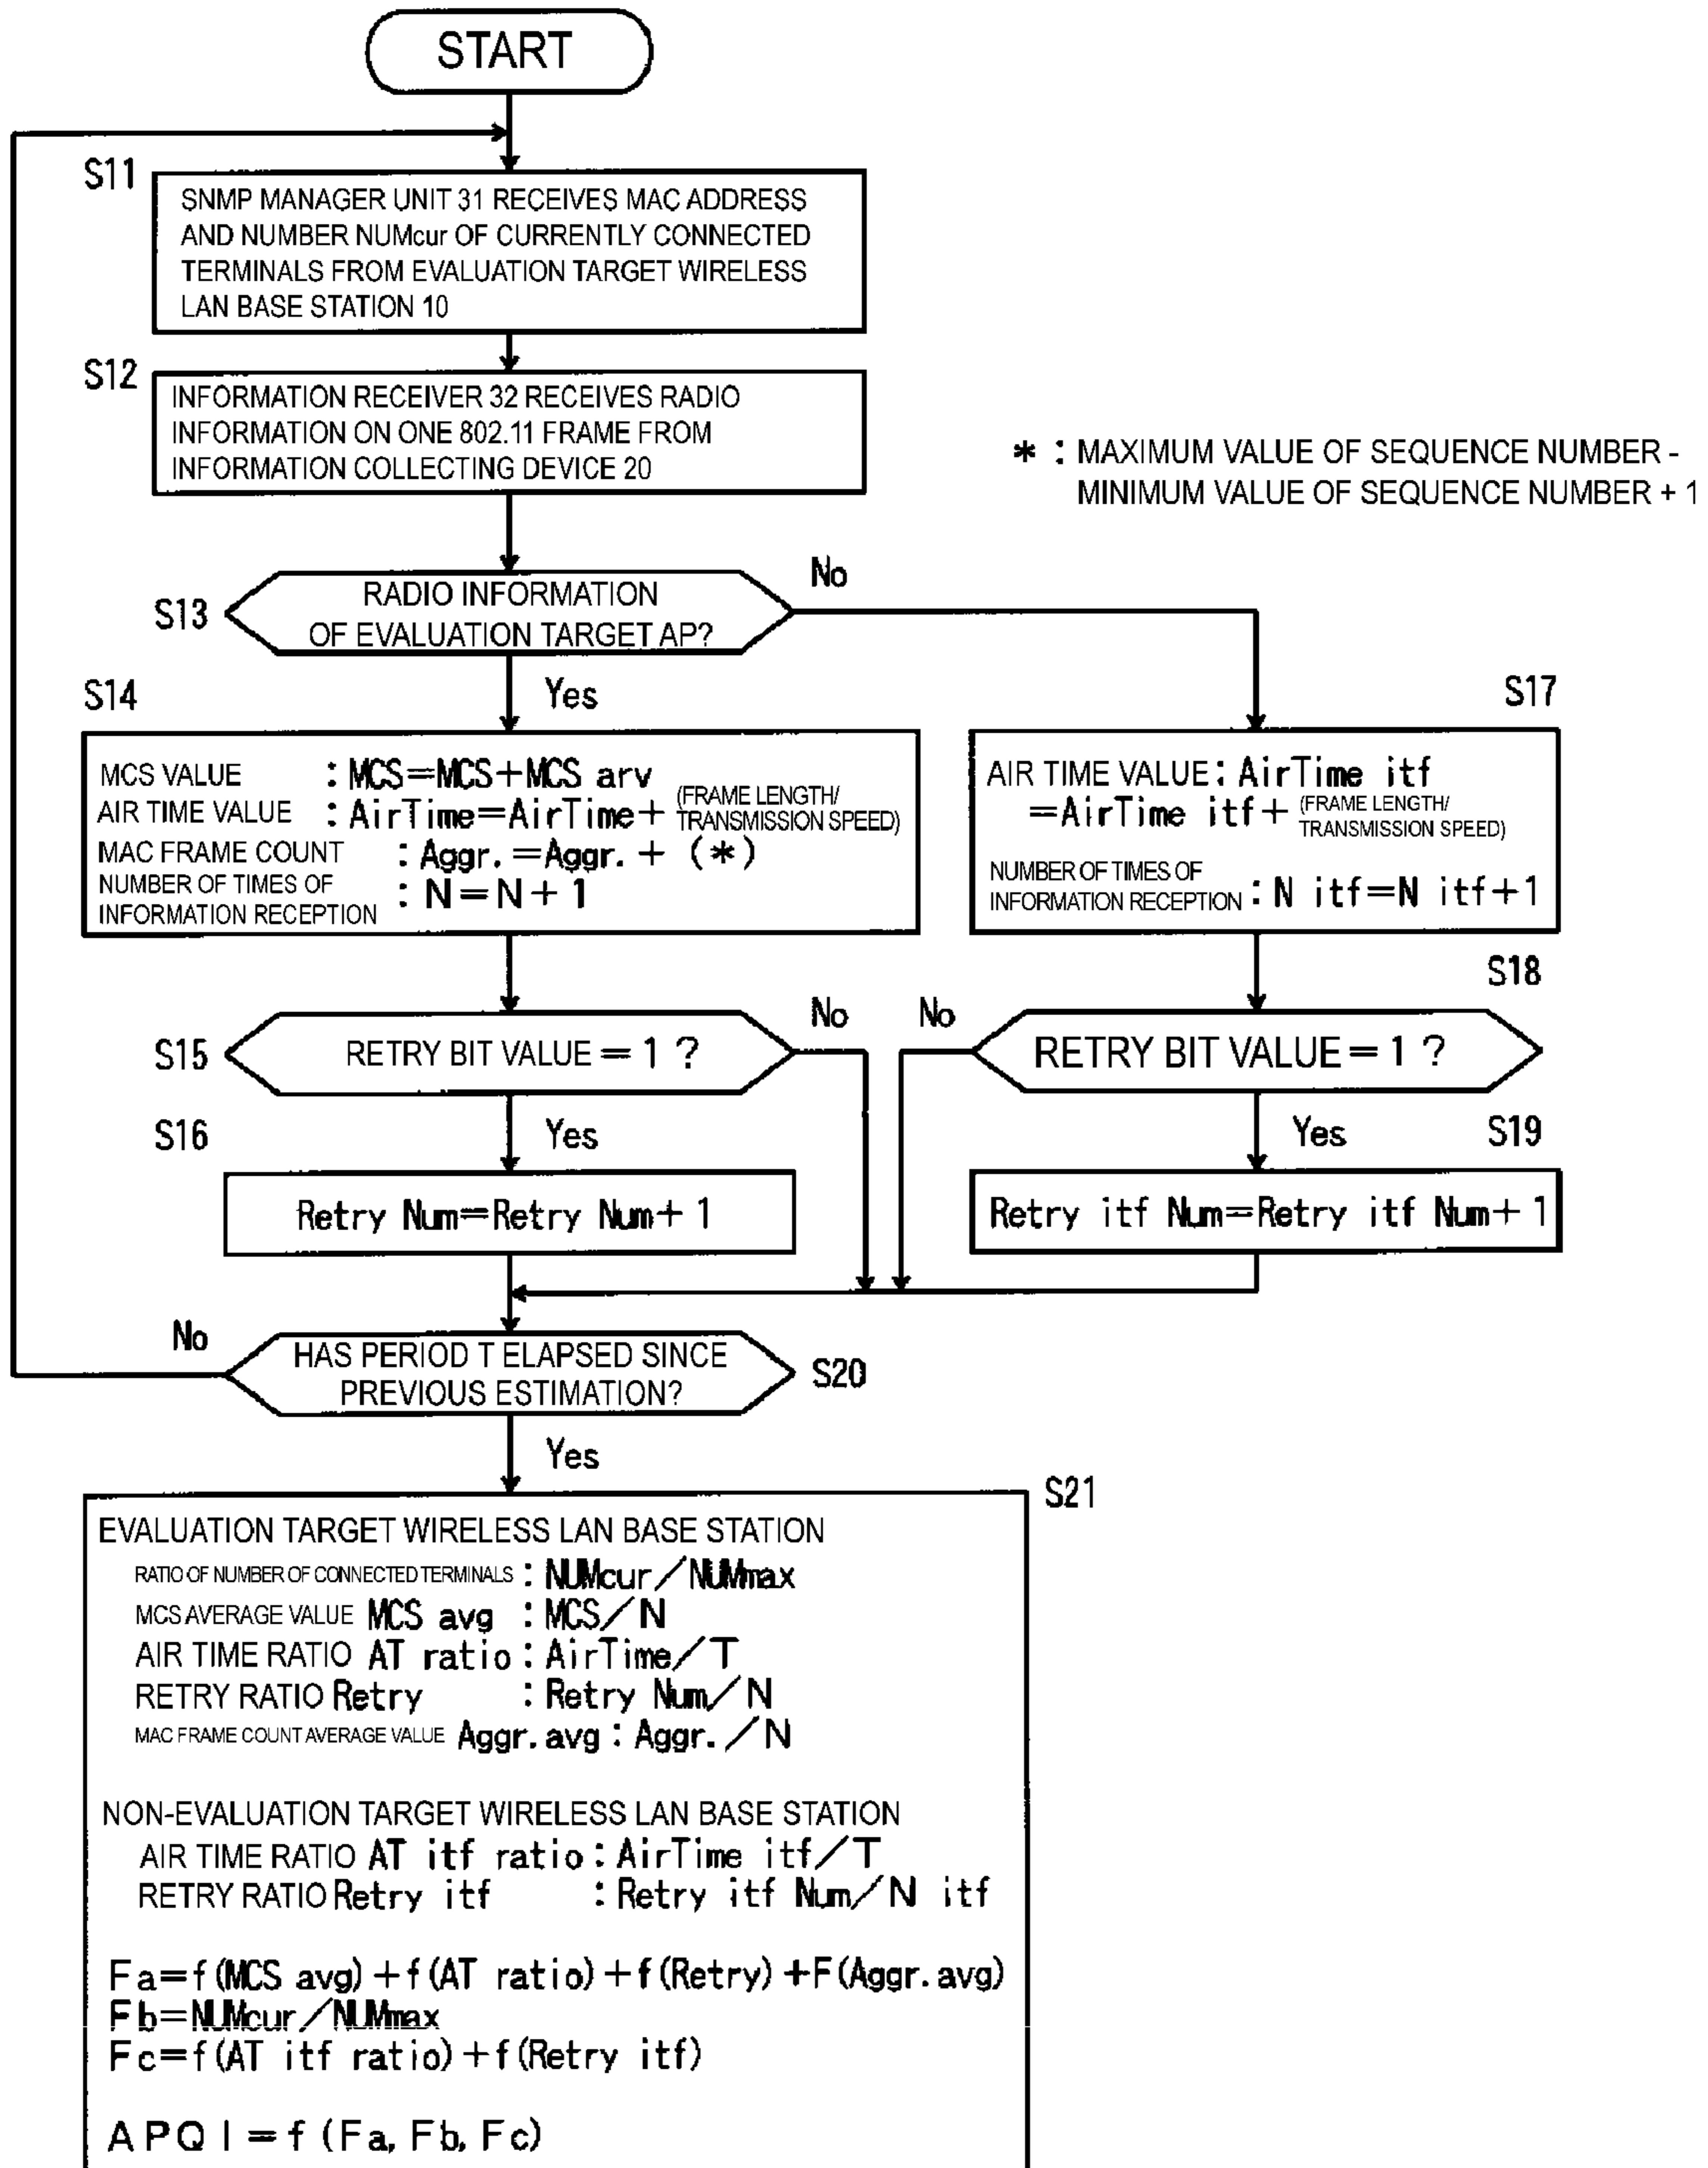 START
S11
SNMP MANAGER UNIT 31 RECEIVES MAC ADDRESS
AND NUMBER NUMcur OF CURRENTLY CONNECTED
TERMINALS FROM EVALUATION TARGET WIRELESS
LAN BASE STATION 10
S12
INFORMATION RECEIVER 32 RECEIVES RADIO
INFORMATION ON ONE 802.11 FRAME FROM
INFORMATION COLLECTING DEVICE 20
* : MAXIMUM VALUE OF SEQUENCE NUMBER -
MINIMUM VALUE OF SEQUENCE NUMBER + 1
S13
RADIO INFORMATION
OF EVALUATION TARGET AP?
No
Yes
S14
MCS VALUE : MCS=MCS+MCS arv
AIR TIME VALUE : AirTime=AirTime+ (FRAME LENGTH/
TRANSMISSION SPEED)
MAC FRAME COUNT : Aggr.=Aggr.+ (*)
NUMBER OF TIMES OF
INFORMATION RECEPTION : N=N+1
S17
AIR TIME VALUE: AirTime itf
=AirTime itf+ (FRAME LENGTH/
TRANSMISSION SPEED)
NUMBER OF TIMES OF
INFORMATION RECEPTION : N itf=N itf+1
S15
RETRY BIT VALUE=1?
No
Yes
S18
No
RETRY BIT VALUE=1?
Yes
S16
Retry Num=Retry Num+1
S19
Retry itf Num=Retry itf Num+1
No
HAS PERIOD T ELAPSED SINCE
PREVIOUS ESTIMATION?
S20
Yes
S21
EVALUATION TARGET WIRELESS LAN BASE STATION
RATIO OF NUMBER OF CONNECTED TERMINALS : NUMcur/NUMmax
MCS AVERAGE VALUE MCS avg : MCS/N
AIR TIME RATIO AT ratio : AirTime/T
RETRY RATIO Retry : Retry Num/N
MAC FRAME COUNT AVERAGE VALUE Aggr.avg : Aggr./N
NON-EVALUATION TARGET WIRELESS LAN BASE STATION
AIR TIME RATIO AT itf ratio : AirTime itf/T
RETRY RATIO Retry itf : Retry itf Num/N itf
Fa=f(MCS avg)+f(AT ratio)+f(Retry)+F(Aggr.avg)
Fb=NUMcur/NUMmax
Fc=f(AT itf ratio)+f(Retry itf)
APQI=f(Fa, Fb, Fc)